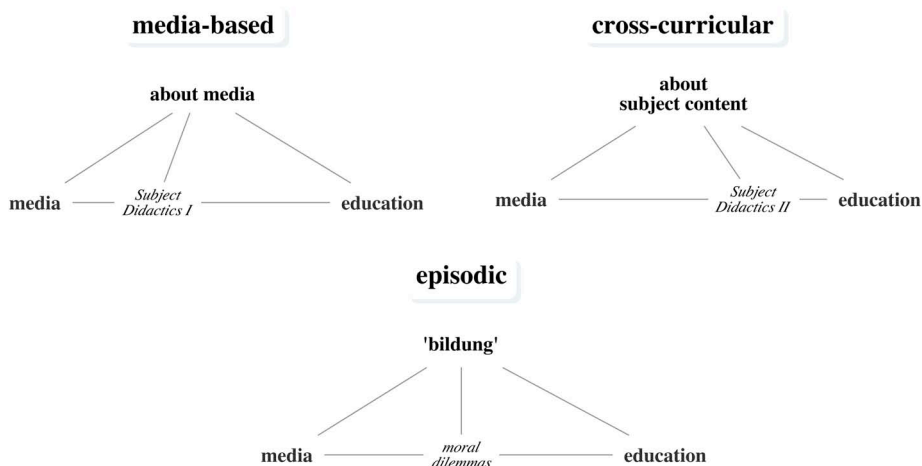 media-based
about media
media
Subject
Didactics I
education
cross-curricular
about
subject content
media
Subject
Didactics II
education
episodic
'bildung'
media
moral
dilemmas
education